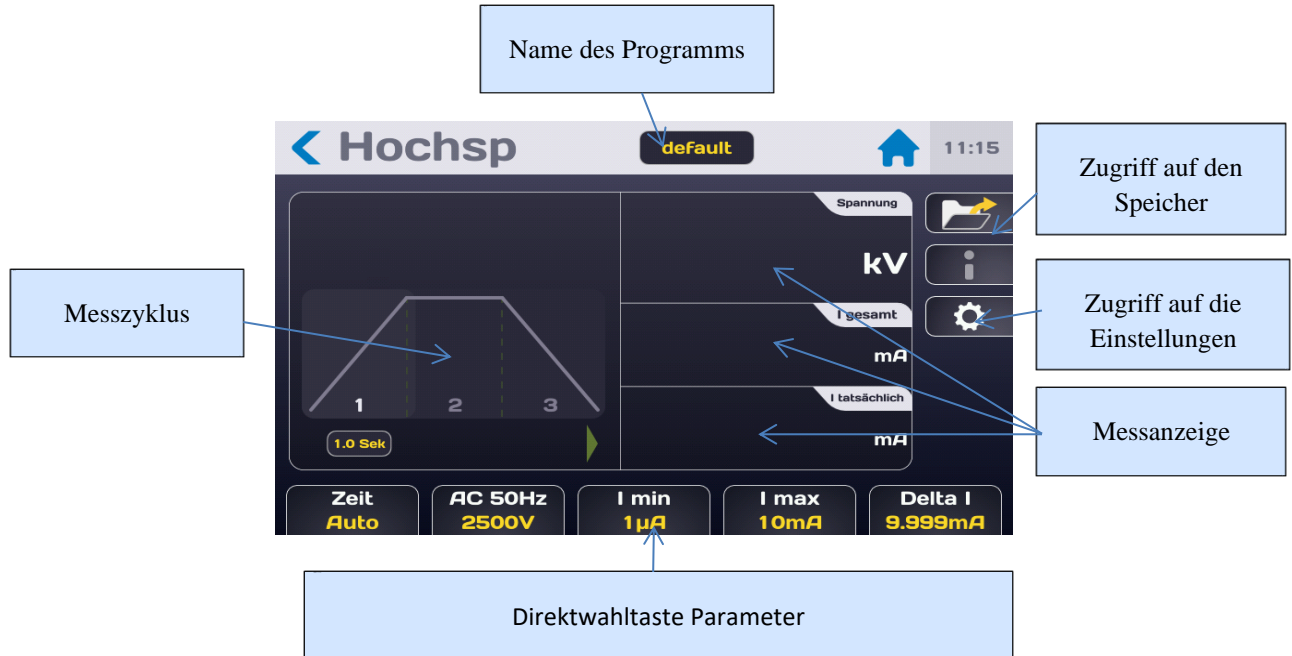 Name des Programms
Hochsp
default
11:15
Zugriff auf den
Speicher
Spannung
kV
Messzyklus
I gesamt
mA
Zugriff auf die
Einstellungen
I tatsächlich
mA
Messanzeige
1
2
3
1.0 Sek
Zeit
Auto
AC 50Hz
2500V
I min
1µA
I max
10mA
Delta I
9.999mA
Direktwahltaste Parameter